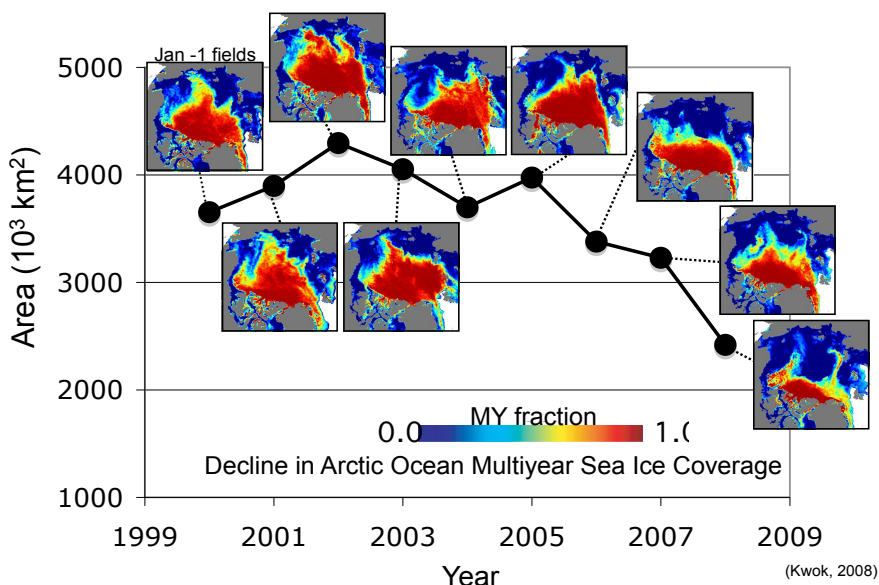 Jan -1 fields
5000
4000
3000
2000
1000
Area (10³ km²)
MY fraction
0.0
1.0
Decline in Arctic Ocean Multiyear Sea Ice Coverage
1999 2001 2003 2005 2007 2009
Year
(Kwok, 2008)